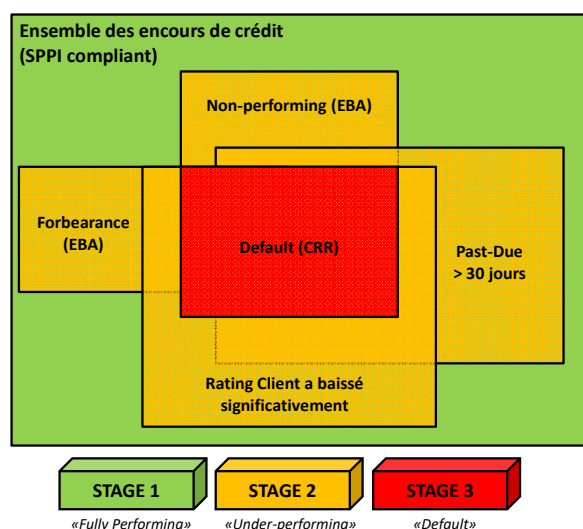 Ensemble des encours de crédit
(SPPI compliant)
Non-performing (EBA)
Forbearance
(EBA)
Default (CRR)
Past-Due
> 30 jours
Rating Client a baissé
significativement
STAGE 1
STAGE 2
STAGE 3
«Fully Performing»
«Under-performing»
«Default»